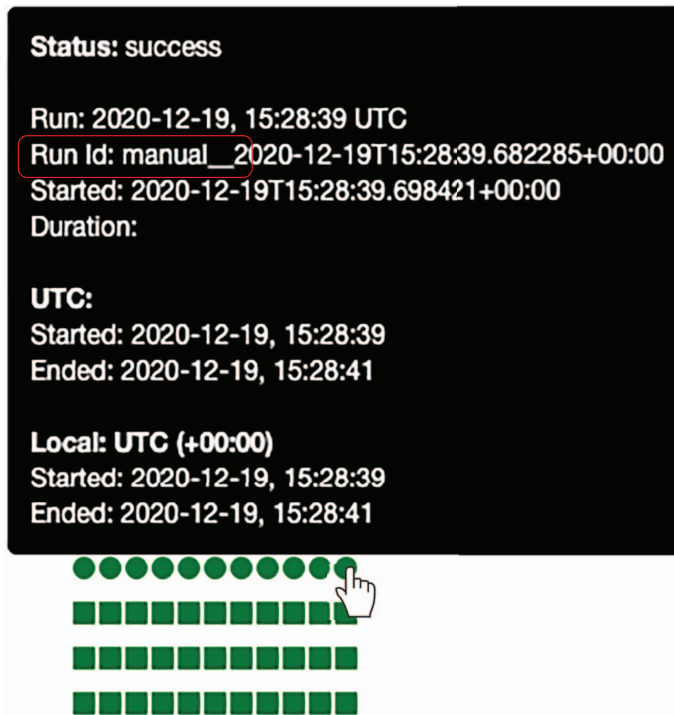 Status: success
Run: 2020-12-19, 15:28:39 UTC
Run Id: manual__2020-12-19T15:28:39.682285+00:00
Started: 2020-12-19T15:28:39.698421+00:00
Duration:
UTC:
Started: 2020-12-19, 15:28:39
Ended: 2020-12-19, 15:28:41
Local: UTC (+00:00)
Started: 2020-12-19, 15:28:39
Ended: 2020-12-19, 15:28:41